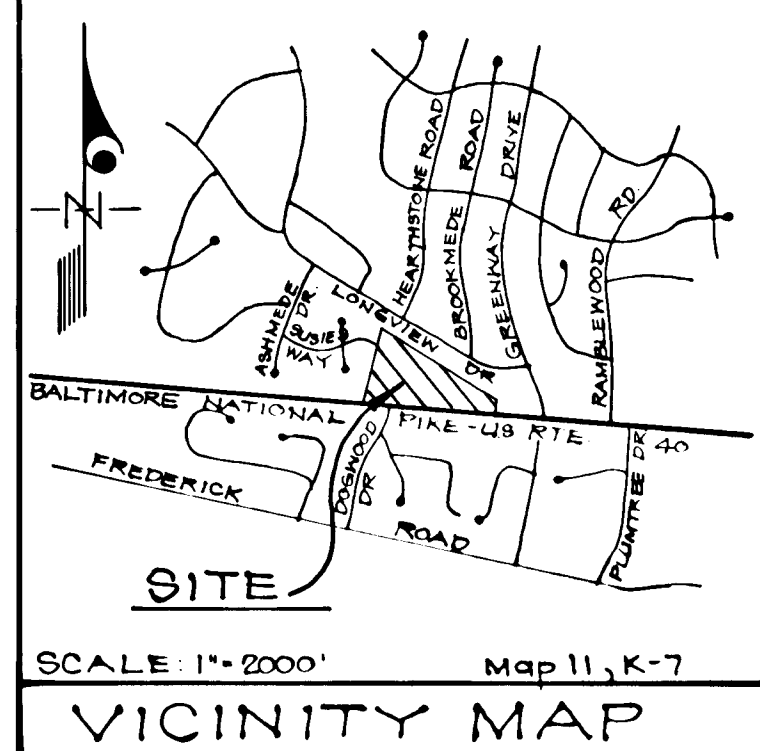 N
HEARTHSTONE ROAD
BROOKMEDE ROAD
GREENWAY DRIVE
RAMBLEWOOD RD.
ASHMEDE DR.
LONGVIEW DR
SUSIE
WAY
BALTIMORE NATIONAL PIKE-US RTE. 40
FREDERICK ROAD
DOGWOOD DR
PLUMTREE DR
SITE
SCALE: 1"=2000'
Map 11, K-7
VICINITY MAP